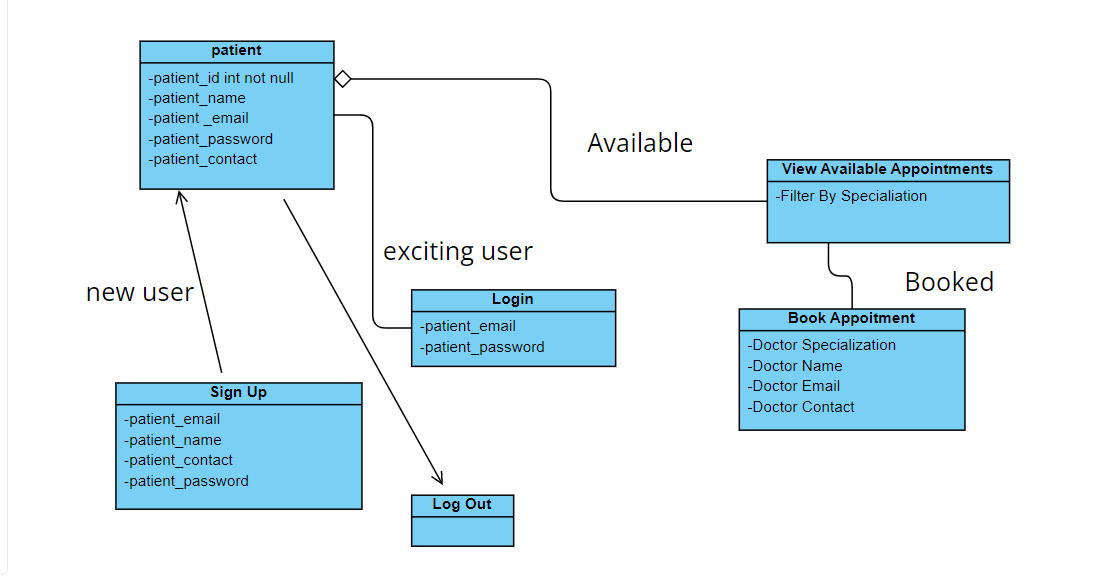 patient
-patient_id int not null
-patient_name
-patient _email
-patient_password
-patient_contact
Available
View Available Appointments
-Filter By Specialiation
exciting user
new user
Booked
Login
-patient_email
-patient_password
Book Appoitment
-Doctor Specialization
-Doctor Name
-Doctor Email
-Doctor Contact
Sign Up
-patient_email
-patient_name
-patient_contact
-patient_password
Log Out